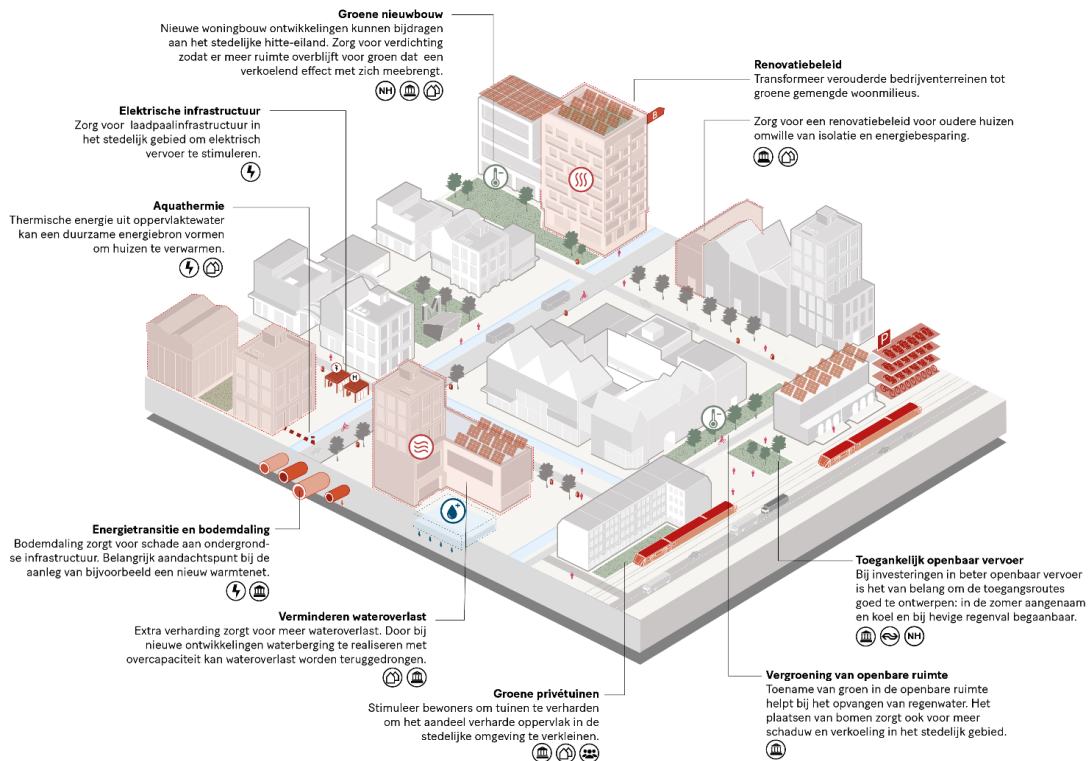 Groene nieuwbouw
Nieuwe woningbouw ontwikkelingen kunnen bijdragen
aan het stedelijke hitte-eiland. Zorg voor verdichting
zodat er meer ruimte overblijft voor groen dat een
verkoelend effect met zich meebrengt.
NH
Renovatiebeleid
Transformeer verouderde bedrijventerreinen tot
groene gemengde woonmilieus.
Zorg voor een renovatiebeleid voor oudere huizen
omwille van isolatie en energiebesparing.
Elektrische infrastructuur
Zorg voor laadpaalinfrastructuur in
het stedelijk gebied om elektrisch
vervoer te stimuleren.
B
Aquathermie
Thermische energie uit oppervlaktewater
kan een duurzame energiebron vormen
om huizen te verwarmen.
P
H
Energietransitie en bodemdaling
Bodemdaling zorgt voor schade aan ondergrond-
se infrastructuur. Belangrijk aandachtspunt bij de
aanleg van bijvoorbeeld een nieuw warmtenet.
Toegankelijk openbaar vervoer
Bij investeringen in beter openbaar vervoer
is het van belang om de toegangsroutes
goed te ontwerpen: in de zomer aangenaam
en koel en bij hevige regenval begaanbaar.
NH
Verminderen wateroverlast
Extra verharding zorgt voor meer wateroverlast. Door bij
nieuwe ontwikkelingen waterberging te realiseren met
overcapaciteit kan wateroverlast worden teruggedrongen.
Vergroening van openbare ruimte
Toename van groen in de openbare ruimte
helpt bij het opvangen van regenwater. Het
plaatsen van bomen zorgt ook voor meer
schaduw en verkoeling in het stedelijk gebied.
Groene privétuinen
Stimuleer bewoners om tuinen te verharden
om het aandeel verharde oppervlak in de
stedelijke omgeving te verkleinen.